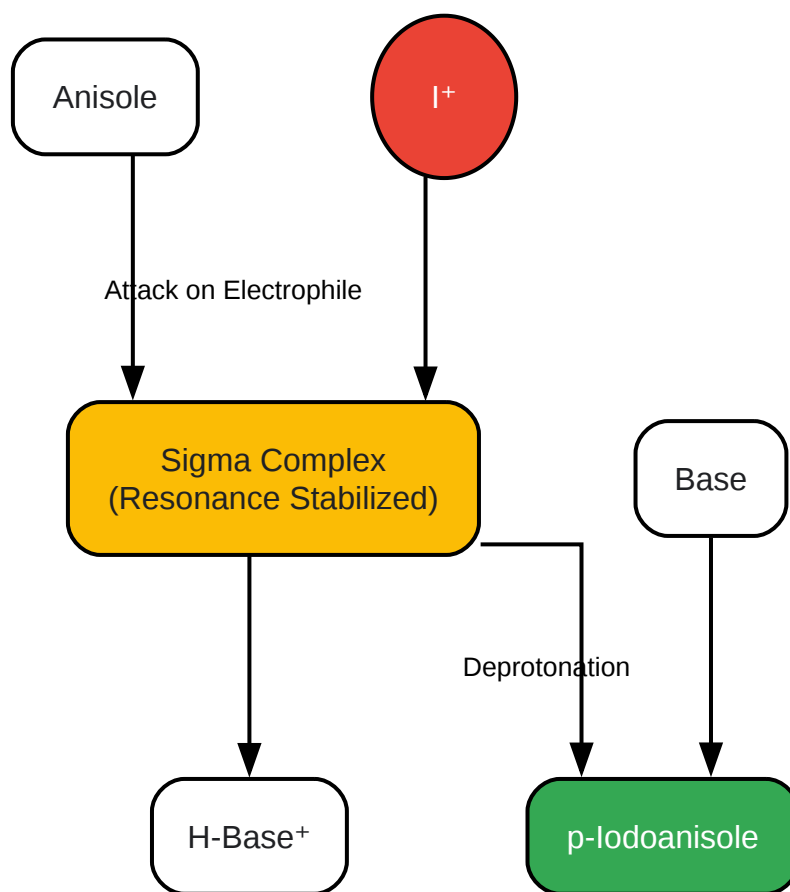 Anisole
I⁺
Attack on Electrophile
Sigma Complex
(Resonance Stabilized)
Base
Deprotonation
H-Base⁺
p-Iodoanisole